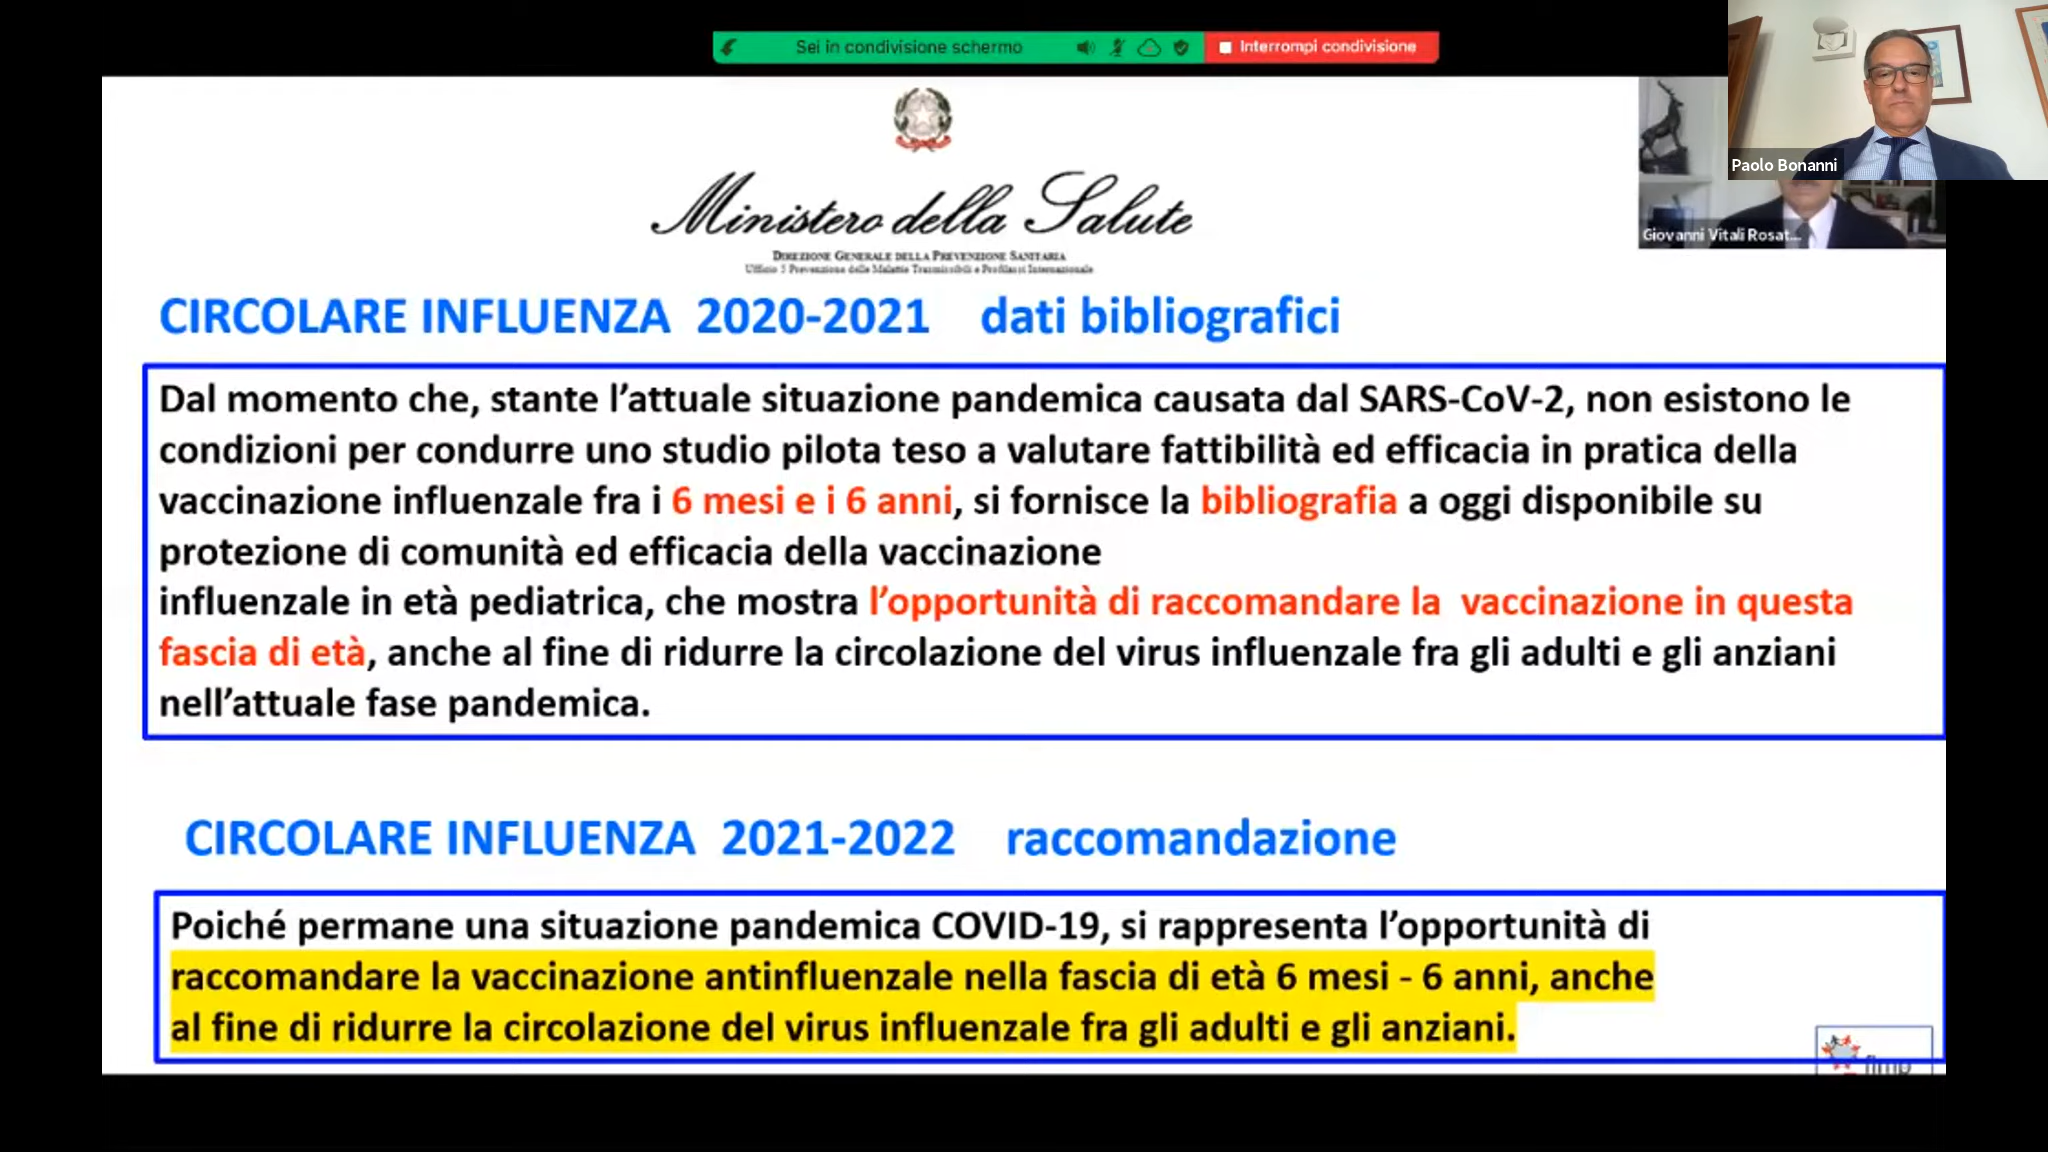 Sei in condivisione schermo
Interrompi condivisione
Paolo Bonanni
Giovanni Vitali Rosat...
Ministero della Salute
DIREZIONE GENERALE DELLA PREVENZIONE SANITARIA
Ufficio 5 Prevenzione delle Malattie Trasmissibili e Profilassi Internazionale
CIRCOLARE INFLUENZA 2020-2021 dati bibliografici
Dal momento che, stante l’attuale situazione pandemica causata dal SARS-CoV-2, non esistono le
condizioni per condurre uno studio pilota teso a valutare fattibilità ed efficacia in pratica della
vaccinazione influenzale fra i 6 mesi e i 6 anni, si fornisce la bibliografia a oggi disponibile su
protezione di comunità ed efficacia della vaccinazione
influenzale in età pediatrica, che mostra l’opportunità di raccomandare la vaccinazione in questa
fascia di età, anche al fine di ridurre la circolazione del virus influenzale fra gli adulti e gli anziani
nell’attuale fase pandemica.
CIRCOLARE INFLUENZA 2021-2022 raccomandazione
Poiché permane una situazione pandemica COVID-19, si rappresenta l’opportunità di
raccomandare la vaccinazione antinfluenzale nella fascia di età 6 mesi - 6 anni, anche
al fine di ridurre la circolazione del virus influenzale fra gli adulti e gli anziani.
fimp